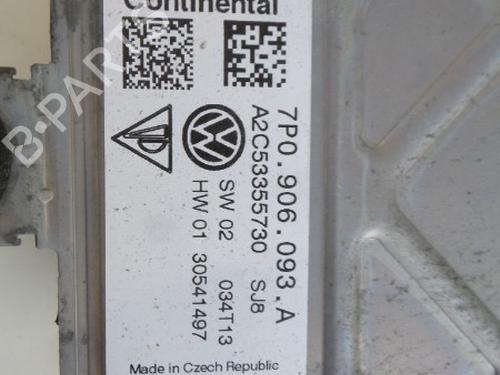 Continental
7P0.906.093.A
A2C53355730 SJ8
SW 02 034T13
HW 01 30541497
Made in Czech Republic
B-PARTS